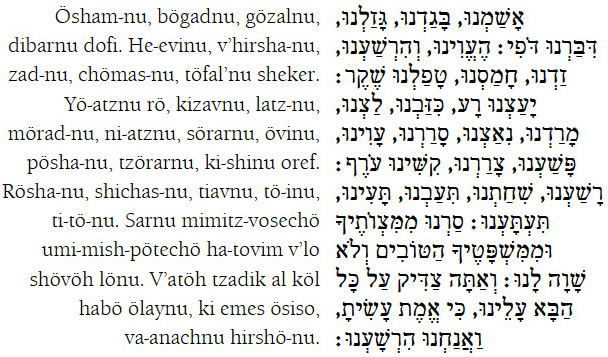 Ösham-nu, bögadnu, gözalnu,
dibarnu dofi. He-evinu, v'hirsha-nu,
zad-nu, chömas-nu, töfal'nu sheker.
Yö-atznu rö, kizavnu, latz-nu,
mörad-nu, ni-atznu, sörarnu, övinu,
pösha-nu, tzörarnu, ki-shinu oref.
Rösha-nu, shichas-nu, tiavnu, tö-inu,
ti-tö-nu. Sarnu mimitz-vosechö
umi-mish-pötechö ha-tovim v'lo
shövöh lönu. V'atöh tzadik al köl
habö ölaynu, ki emes ösiso,
va-anachnu hirshö-nu.
אָשַׁמְנוּ, בָּגַדְנוּ, גָּזַלְנוּ,
דִּבַּרְנוּ דֹּפִי: הֶעֱוִינוּ, וְהִרְשַׁעְנוּ,
זַדְנוּ, חָמַסְנוּ, טָפַלְנוּ שֶׁקֶר:
יָעַצְנוּ רָע, כִּזַּבְנוּ, לַצְנוּ,
מָרַדְנוּ, נִאַצְנוּ, סָרַרְנוּ, עָוִינוּ,
פָּשַׁעְנוּ, צָרַרְנוּ, קִשִּׁינוּ עֹרֶף:
רָשַׁעְנוּ, שִׁחַתְנוּ, תִּעַבְנוּ, תָּעִינוּ,
תִּעְתָּעְנוּ: סַרְנוּ מִמִּצְוֹתֶיךָ
וּמִמִּשְׁפָּטֶיךָ הַטּוֹבִים וְלֹא
שָׁוָה לָנוּ: וְאַתָּה צַדִּיק עַל כָּל
הַבָּא עָלֵינוּ, כִּי אֱמֶת עָשִׂיתָ,
וַאֲנַחְנוּ הִרְשָׁעְנוּ: